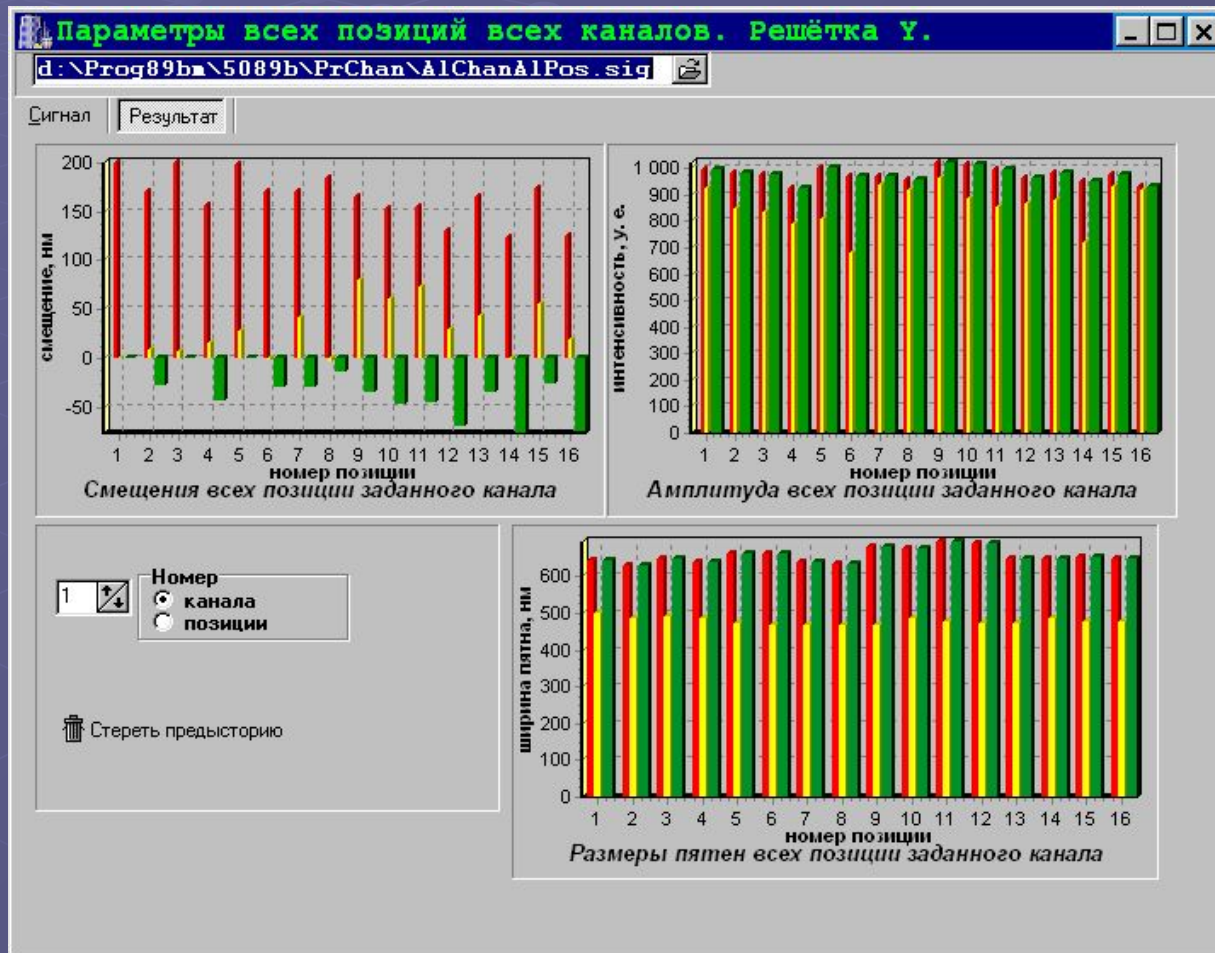 Параметры всех позиций всех каналов. Решётка Y.
d:\Prog89bm\5089b\PrChan\AlChanAlPos.sig
Сигнал Результат
смещение, нм
200
150
100
50
0
-50
1 2 3 4 5 6 7 8 9 10 11 12 13 14 15 16
номер позиции
Смещения всех позиции заданного канала
интенсивность, у. е.
1 000
900
800
700
600
500
400
300
200
100
0
1 2 3 4 5 6 7 8 9 10 11 12 13 14 15 16
номер позиции
Амплитуда всех позиции заданного канала
1
Номер
канала
позиции
Стереть предысторию
ширина пятна, нм
600
500
400
300
200
100
0
1 2 3 4 5 6 7 8 9 10 11 12 13 14 15 16
номер позиции
Размеры пятен всех позиции заданного канала